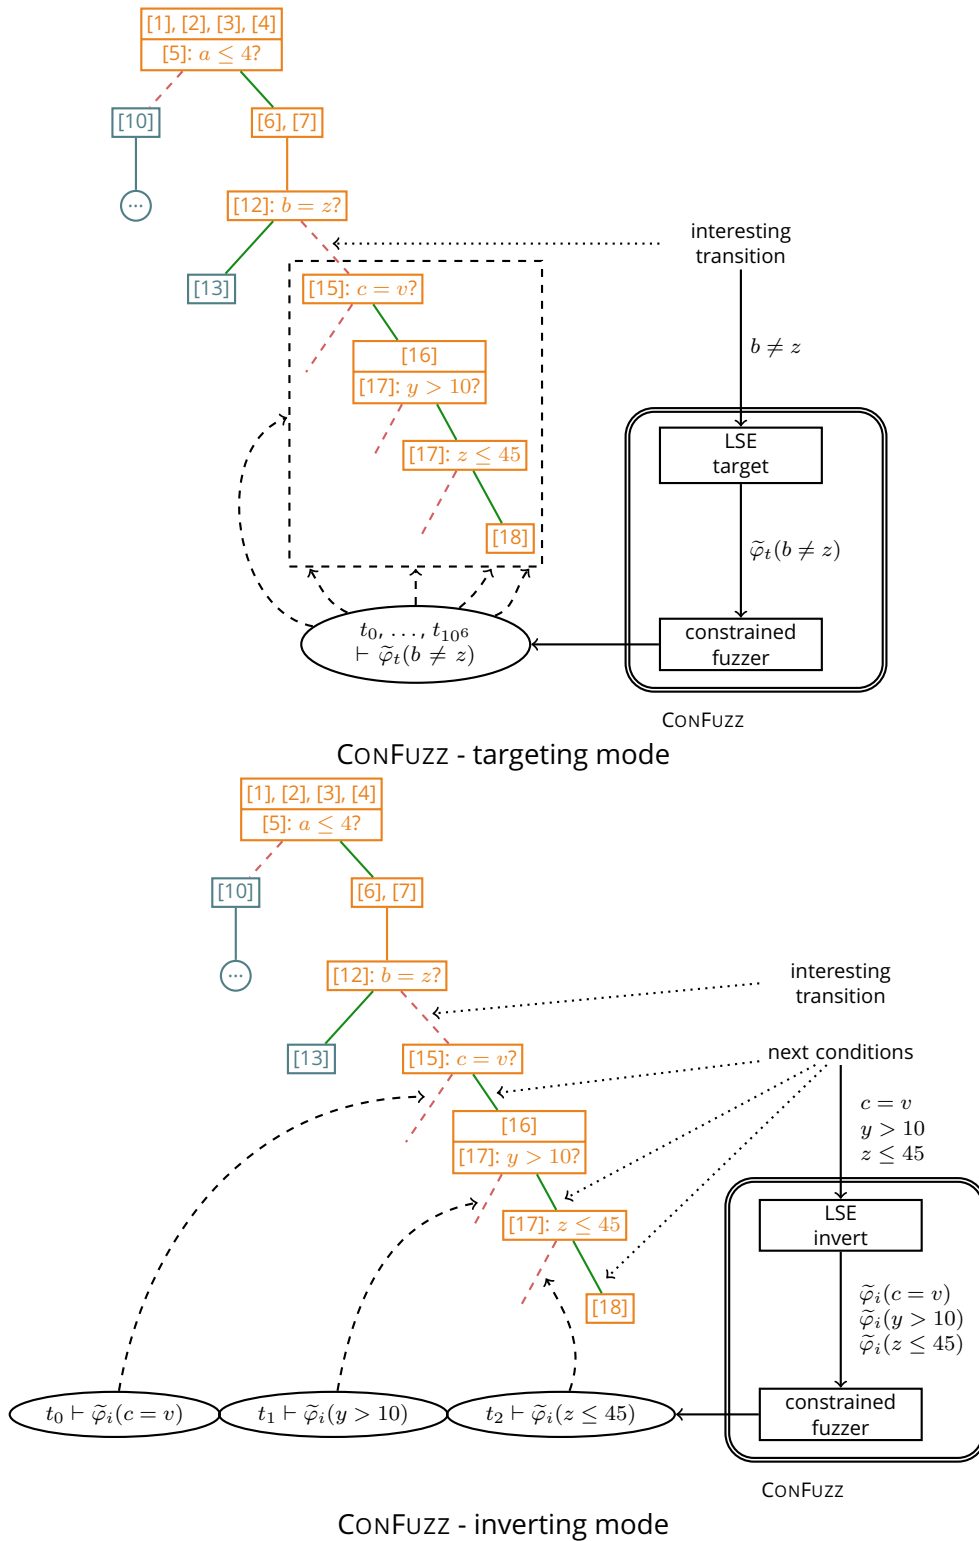 [1], [2], [3], [4]
[5]: a ≤ 4?
[10]
[6], [7]
...
[12]: b = z?
[13]
interesting
transition
[15]: c = v?
b ≠ z
[16]
[17]: y > 10?
[17]: z ≤ 45
LSE
target
[18]
φ̃t(b ≠ z)
t0, . . . , t10^6
⊢ φ̃t(b ≠ z)
constrained
fuzzer
ConFuzz
ConFuzz - targeting mode
[1], [2], [3], [4]
[5]: a ≤ 4?
[10]
[6], [7]
...
[12]: b = z?
interesting
transition
[13]
[15]: c = v?
next conditions
c = v
y > 10
z ≤ 45
[16]
[17]: y > 10?
[17]: z ≤ 45
LSE
invert
[18]
φ̃i(c = v)
φ̃i(y > 10)
φ̃i(z ≤ 45)
t0 ⊢ φ̃i(c = v)
t1 ⊢ φ̃i(y > 10)
t2 ⊢ φ̃i(z ≤ 45)
constrained
fuzzer
ConFuzz
ConFuzz - inverting mode